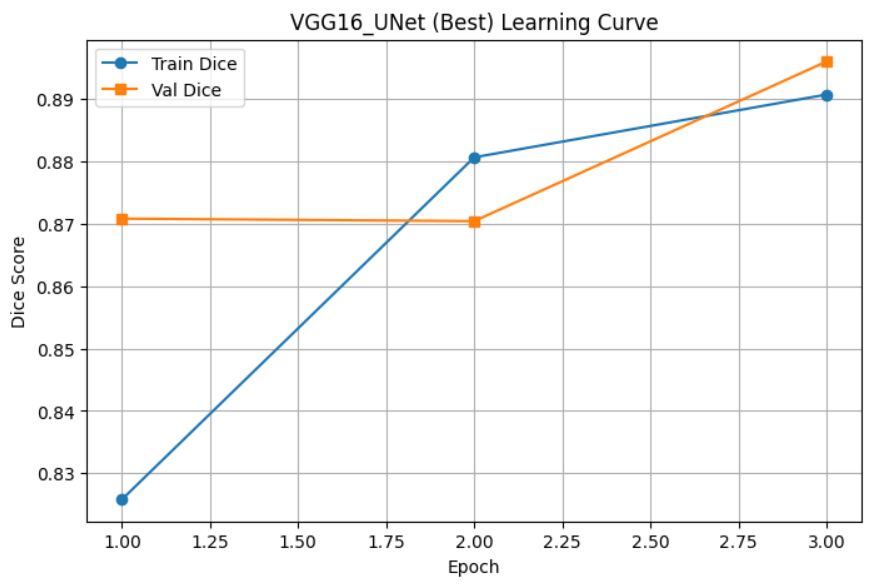 VGG16_UNet (Best) Learning Curve
Train Dice
Val Dice
Dice Score
0.89
0.88
0.87
0.86
0.85
0.84
0.83
1.00 1.25 1.50 1.75 2.00 2.25 2.50 2.75 3.00
Epoch